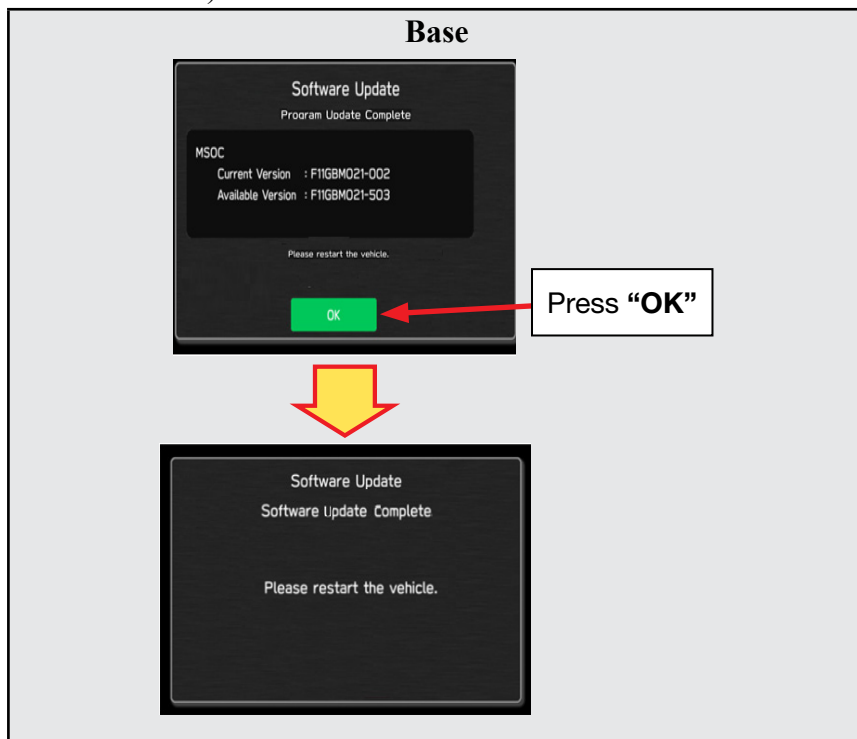 Base
Software Update
Program Update Complete
MSOC
Current Version : F11GBM021-002
Available Version : F11GBM021-503
Please restart the vehicle.
OK
Press “OK”
Software Update
Software Update Complete
Please restart the vehicle.